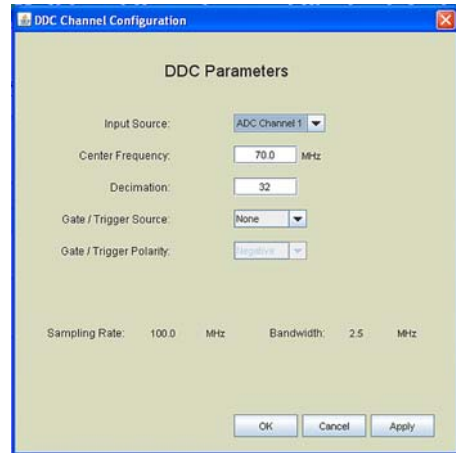 DDC Channel Configuration
DDC Parameters
Input Source: ADC Channel 1
Center Frequency: 70.0 MHz
Decimation: 32
Gate / Trigger Source: None
Gate / Trigger Polarity: Negative
Sampling Rate: 100.0 MHz Bandwidth: 2.5 MHz
OK Cancel Apply